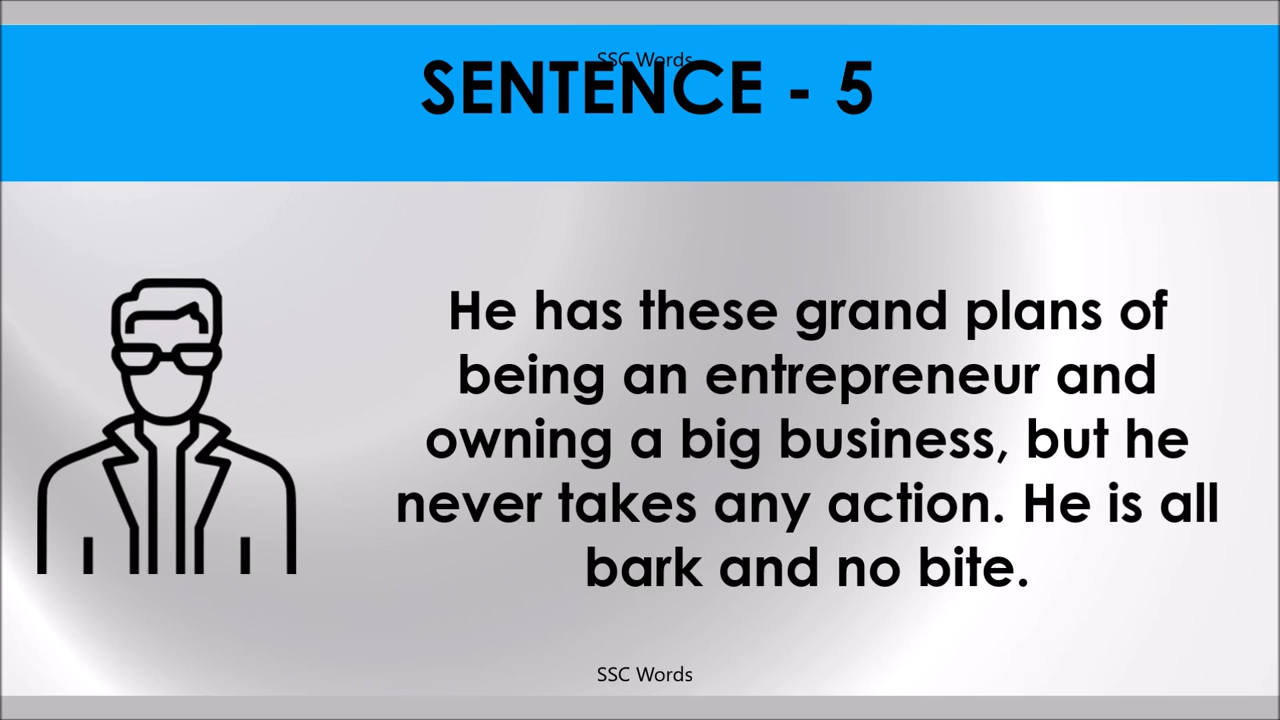 SSC Words
SENTENCE - 5
He has these grand plans of
being an entrepreneur and
owning a big business, but he
never takes any action. He is all
bark and no bite.
SSC Words